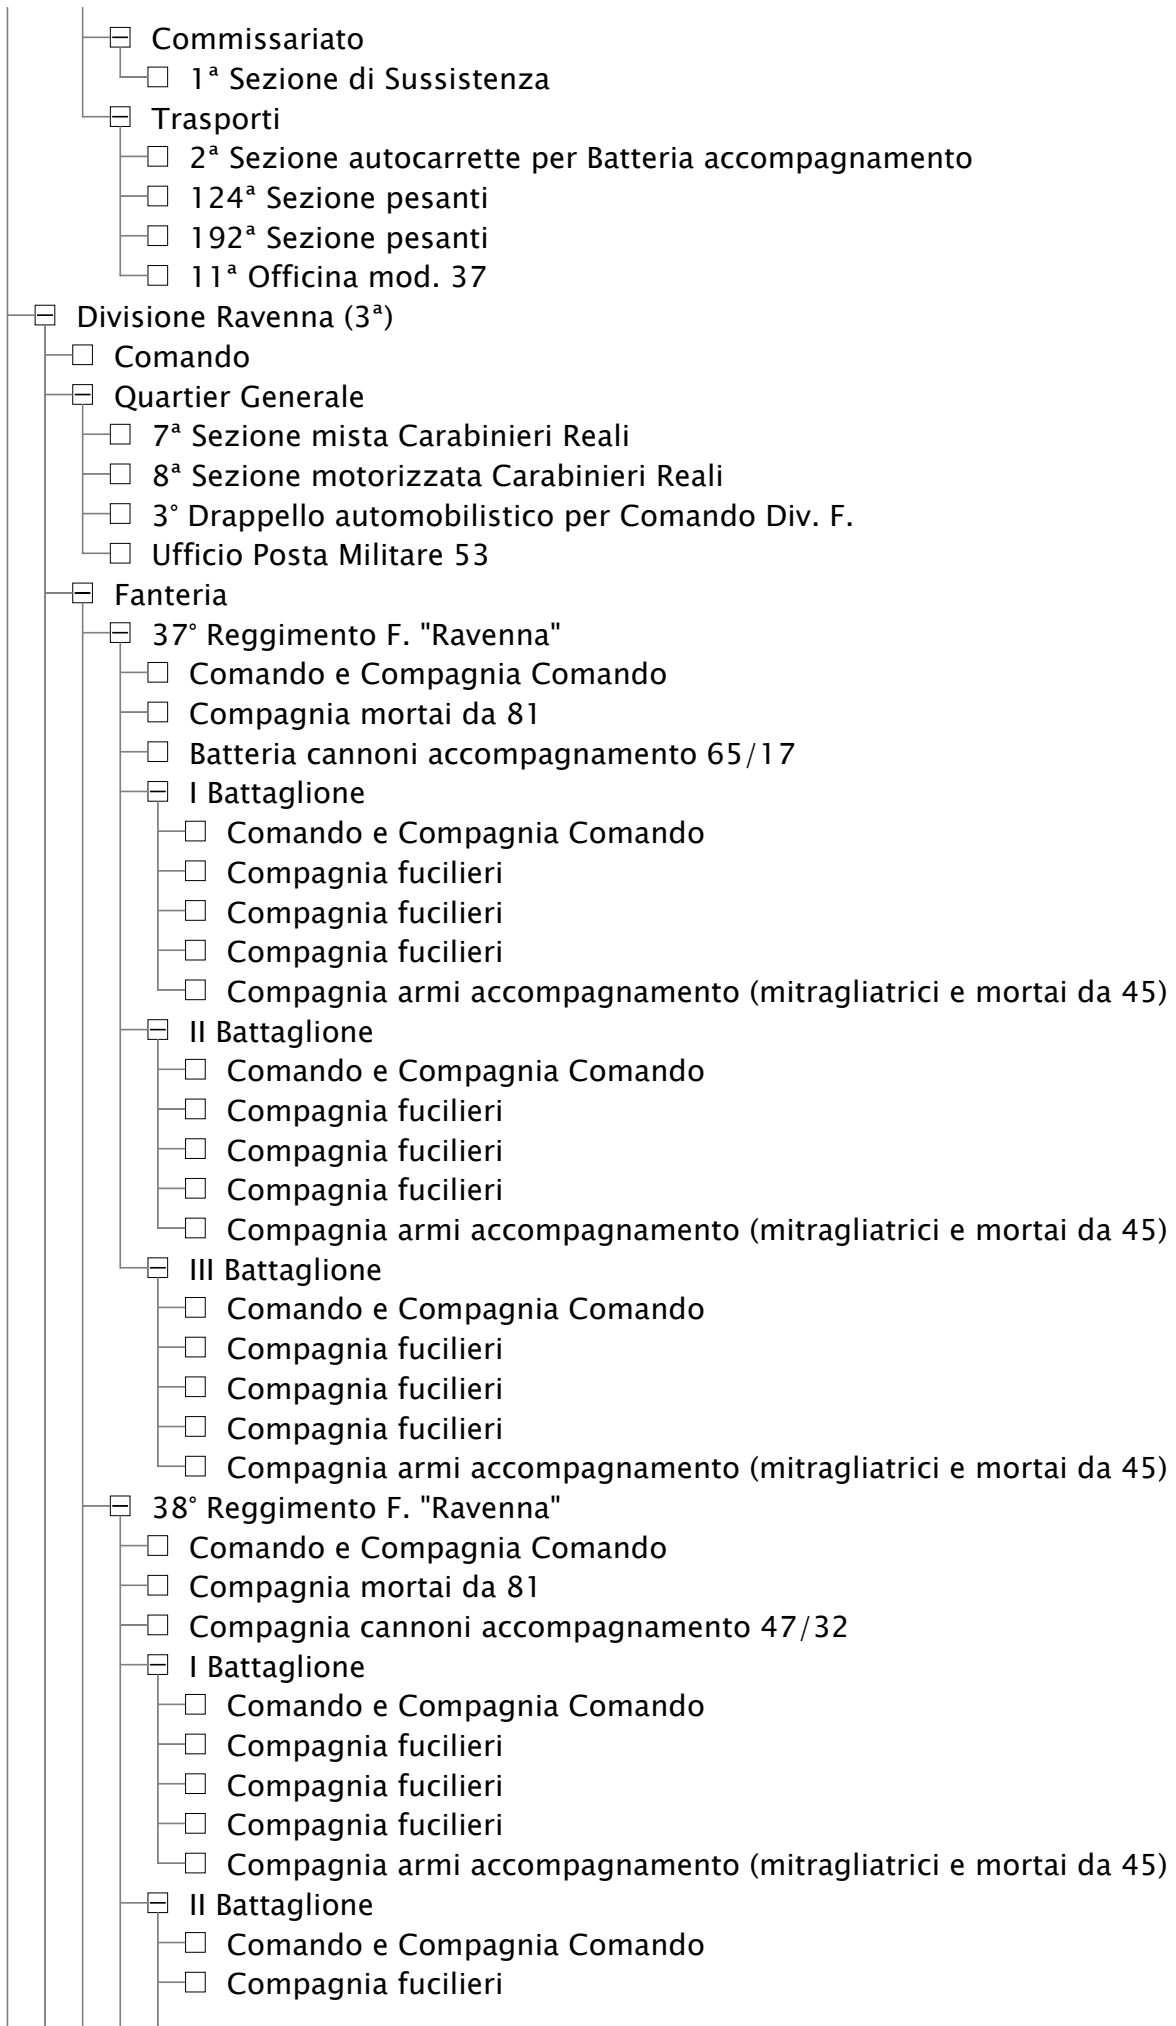 Commissariato
1ª Sezione di Sussistenza
Trasporti
2ª Sezione autocarrette per Batteria accompagnamento
124ª Sezione pesanti
192ª Sezione pesanti
11ª Officina mod. 37
Divisione Ravenna (3ª)
Comando
Quartier Generale
7ª Sezione mista Carabinieri Reali
8ª Sezione motorizzata Carabinieri Reali
3° Drappello automobilistico per Comando Div. F.
Ufficio Posta Militare 53
Fanteria
37° Reggimento F. "Ravenna"
Comando e Compagnia Comando
Compagnia mortai da 81
Batteria cannoni accompagnamento 65/17
I Battaglione
Comando e Compagnia Comando
Compagnia fucilieri
Compagnia fucilieri
Compagnia fucilieri
Compagnia armi accompagnamento (mitragliatrici e mortai da 45)
II Battaglione
Comando e Compagnia Comando
Compagnia fucilieri
Compagnia fucilieri
Compagnia fucilieri
Compagnia armi accompagnamento (mitragliatrici e mortai da 45)
III Battaglione
Comando e Compagnia Comando
Compagnia fucilieri
Compagnia fucilieri
Compagnia fucilieri
Compagnia armi accompagnamento (mitragliatrici e mortai da 45)
38° Reggimento F. "Ravenna"
Comando e Compagnia Comando
Compagnia mortai da 81
Compagnia cannoni accompagnamento 47/32
I Battaglione
Comando e Compagnia Comando
Compagnia fucilieri
Compagnia fucilieri
Compagnia fucilieri
Compagnia armi accompagnamento (mitragliatrici e mortai da 45)
II Battaglione
Comando e Compagnia Comando
Compagnia fucilieri